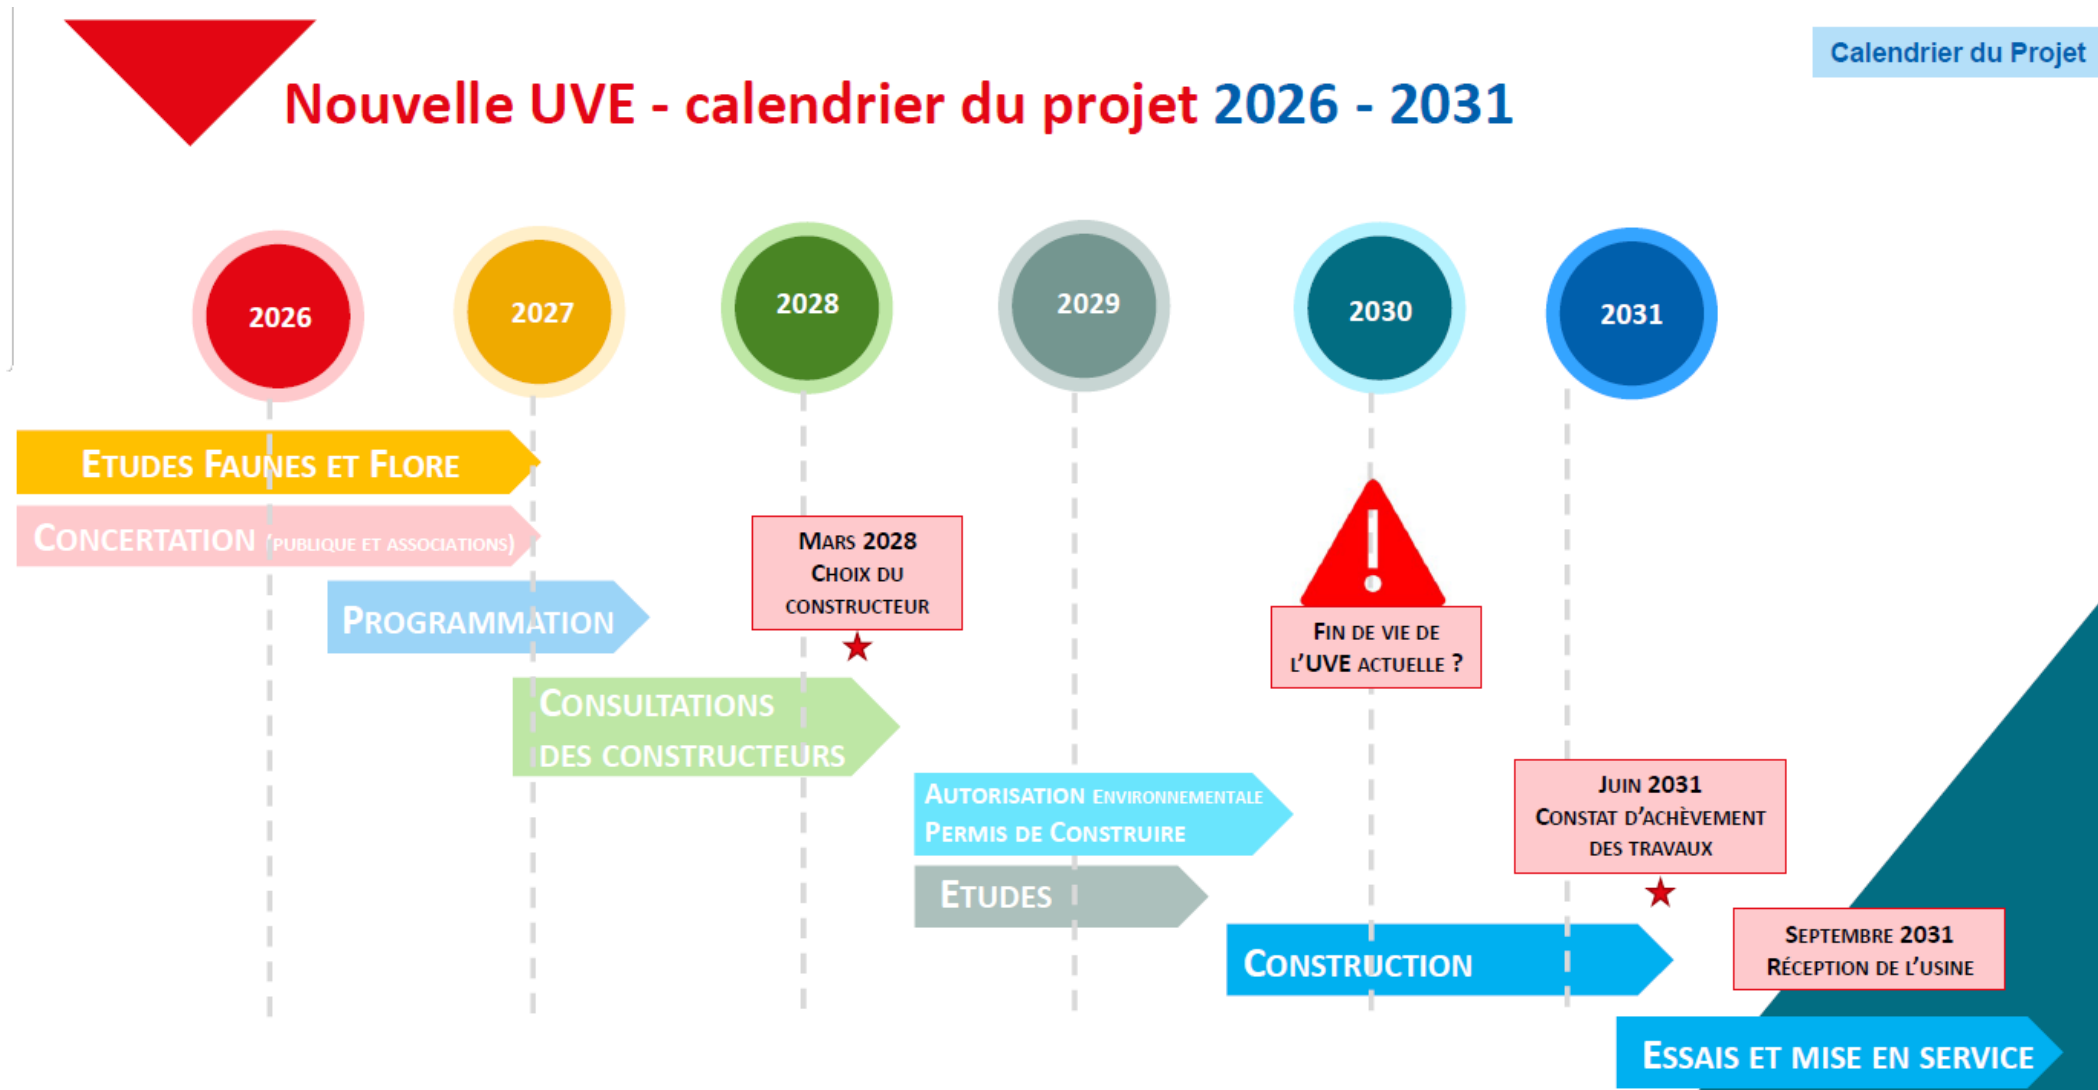 Calendrier du Projet
Nouvelle UVE - calendrier du projet 2026 - 2031
2026
2027
2028
2029
2030
2031
ETUDES FAUNES ET FLORE
CONCERTATION (PUBLIQUE ET ASSOCIATIONS)
PROGRAMMATION
MARS 2028
CHOIX DU
CONSTRUCTEUR
CONSULTATIONS
DES CONSTRUCTEURS
!
FIN DE VIE DE
L'UVE ACTUELLE ?
AUTORISATION ENVIRONNEMENTALE
PERMIS DE CONSTRUIRE
ETUDES
JUIN 2031
CONSTAT D'ACHÈVEMENT
DES TRAVAUX
CONSTRUCTION
SEPTEMBRE 2031
RÉCEPTION DE L'USINE
ESSAIS ET MISE EN SERVICE